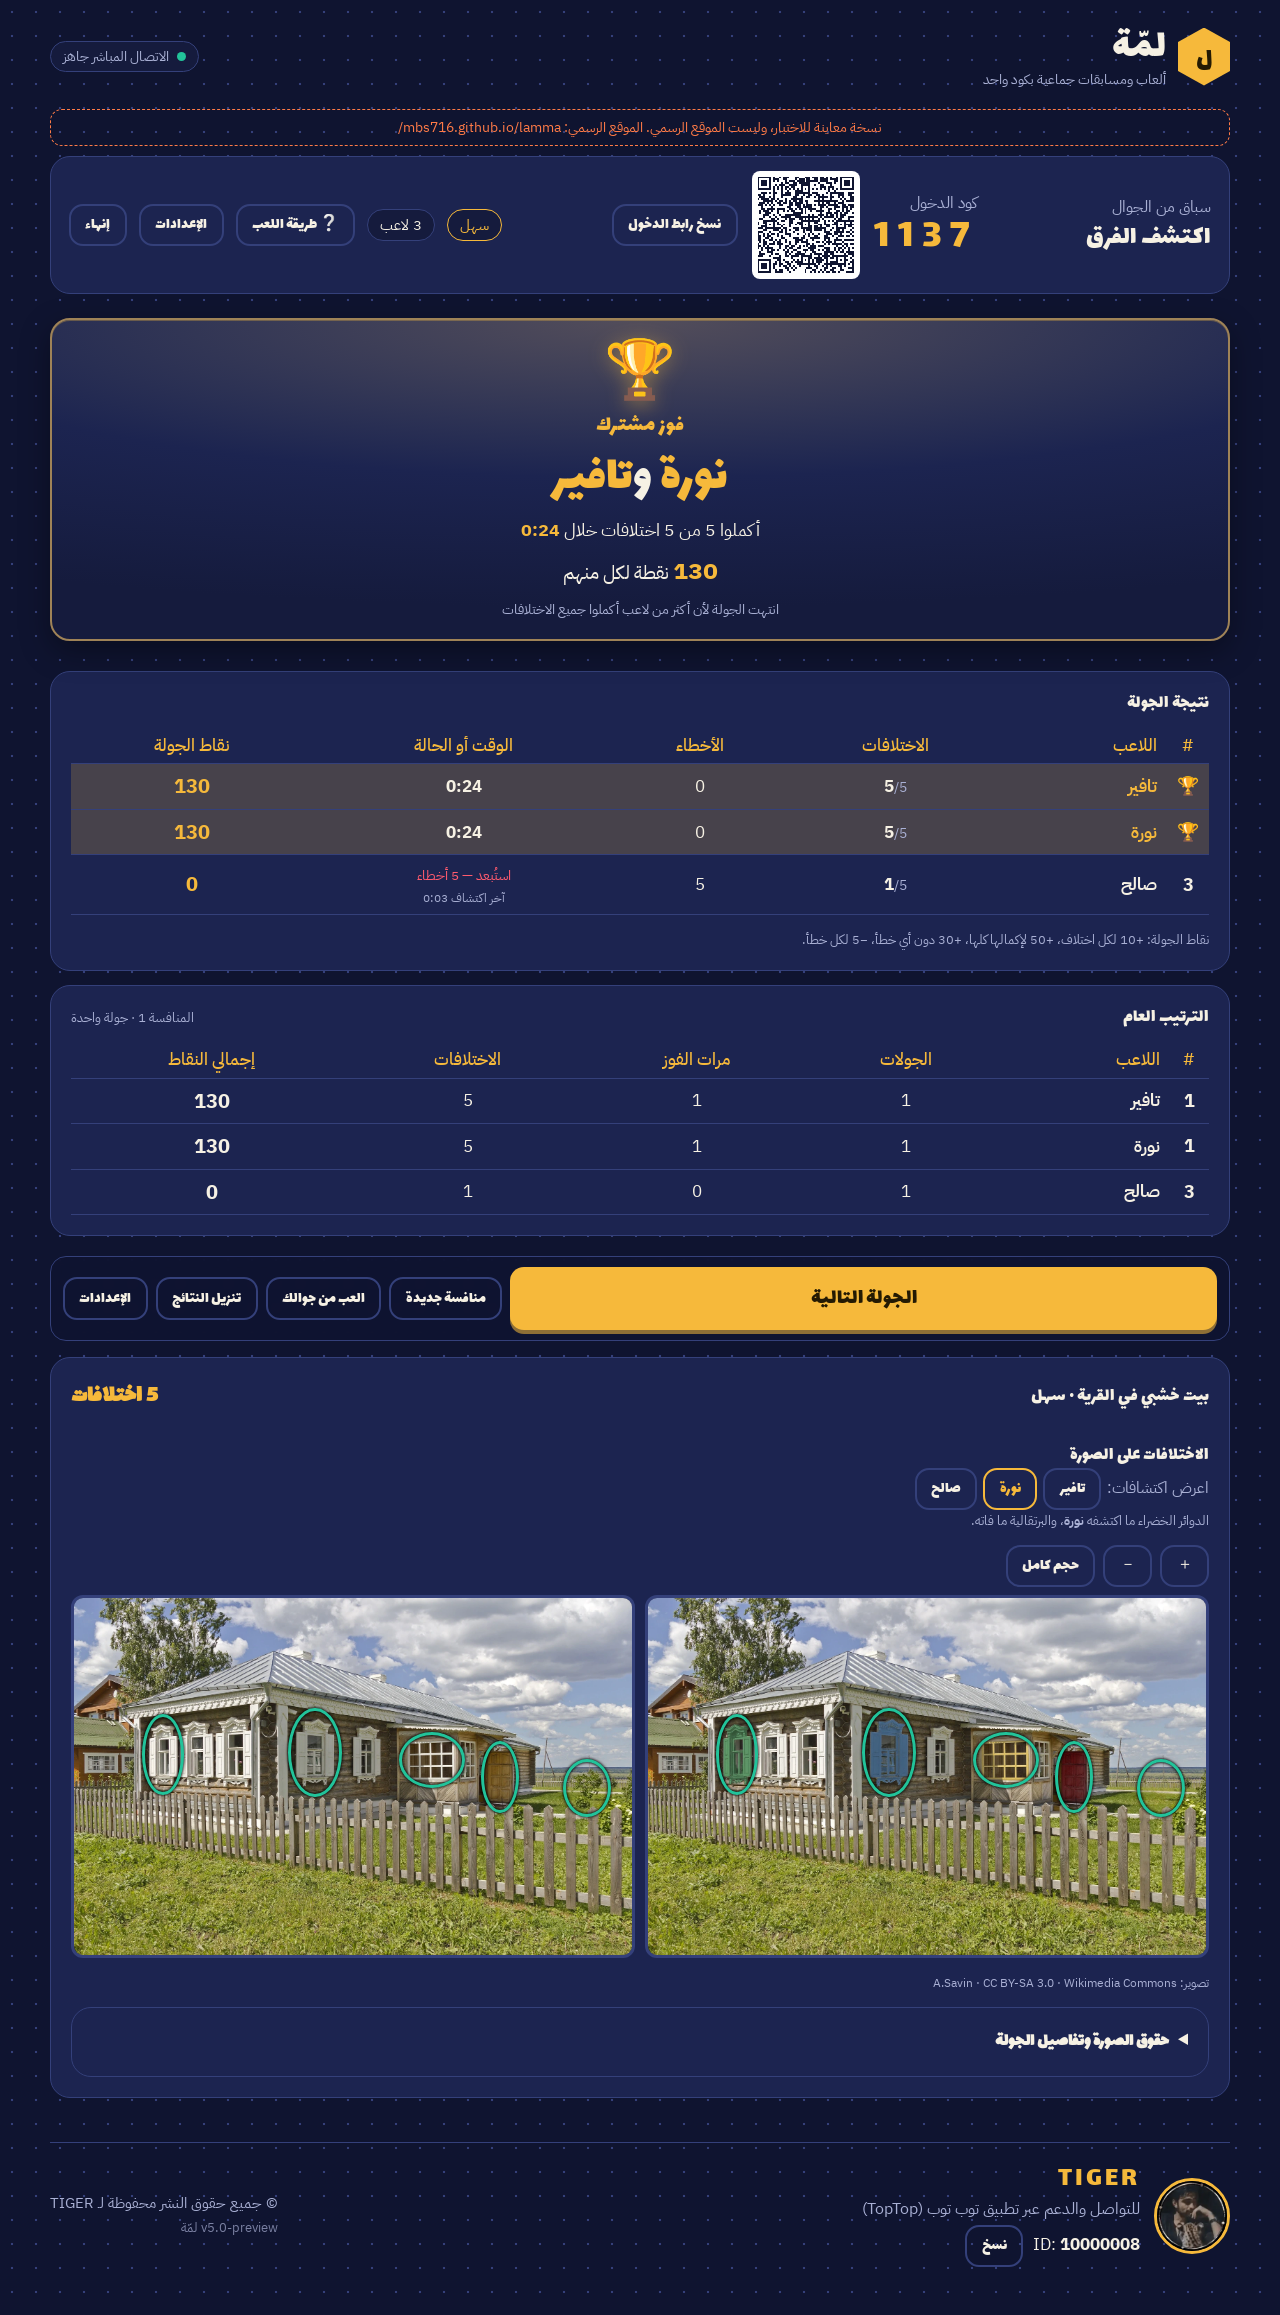 ل
لمّة
ألعاب ومسابقات جماعية بكود واحد
الاتصال المباشر جاهز
نسخة معاينة للاختبار، وليست الموقع الرسمي. الموقع الرسمي: mbs716.github.io/lamma/
سباق من الجوال
اكتشف الفرق
كود الدخول
1137
نسخ رابط الدخول
سهل
3 لاعب
؟ طريقة اللعب
الإعدادات
إنهاء
فوز مشترك
نورة وتافير
أكملوا 5 من 5 اختلافات خلال 0:24
130 نقطة لكل منهم
انتهت الجولة لأن أكثر من لاعب أكملوا جميع الاختلافات
نتيجة الجولة
# اللاعب الاختلافات الأخطاء الوقت أو الحالة نقاط الجولة
تافير 5/5 0 0:24 130
نورة 5/5 0 0:24 130
3 صالح 1/5 5 استُبعد — 5 أخطاء 0
آخر اكتشاف 0:03
نقاط الجولة: +10 لكل اختلاف، +50 لإكمالها كلها، +30 دون أي خطأ، −5 لكل خطأ.
الترتيب العام
المنافسة 1 · جولة واحدة
# اللاعب الجولات مرات الفوز الاختلافات إجمالي النقاط
1 تافير 1 1 5 130
1 نورة 1 1 5 130
3 صالح 1 0 1 0
الجولة التالية
منافسة جديدة
العب من جوالك
تنزيل النتائج
الإعدادات
بيت خشبي في القرية · سهل
5 اختلافات
الاختلافات على الصورة
اعرض اكتشافات: تافير نورة صالح
الدوائر الخضراء ما اكتشفه نورة، والبرتقالية ما فاته.
+ − حجم كامل
تصوير: A.Savin · CC BY-SA 3.0 · Wikimedia Commons
حقوق الصورة وتفاصيل الجولة
TIGER
للتواصل والدعم عبر تطبيق توب توب (TopTop)
ID: 10000008 نسخ
© جميع حقوق النشر محفوظة لـ TIGER
لمّة v5.0-preview